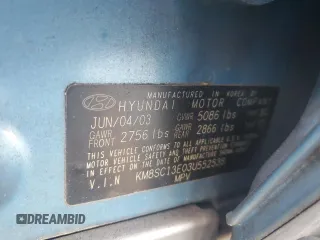 MANUFACTURED IN KOREA BY
HYUNDAI MOTOR COMPANY
JUN/04/03 GVWR 5086 lbs
GAWR FRONT 2756 lbs GAWR REAR 2866 lbs
THIS VEHICLE CONFORMS TO ALL APPLICABLE
FEDERAL MOTOR VEHICLE SAFETY, BUMPER, AND
THEFT PREVENTION STANDARDS IN EFFECT ON THE
DATE OF MANUFACTURE SHOWN ABOVE.
V.I.N
MPV
AUTOBIDMASTER